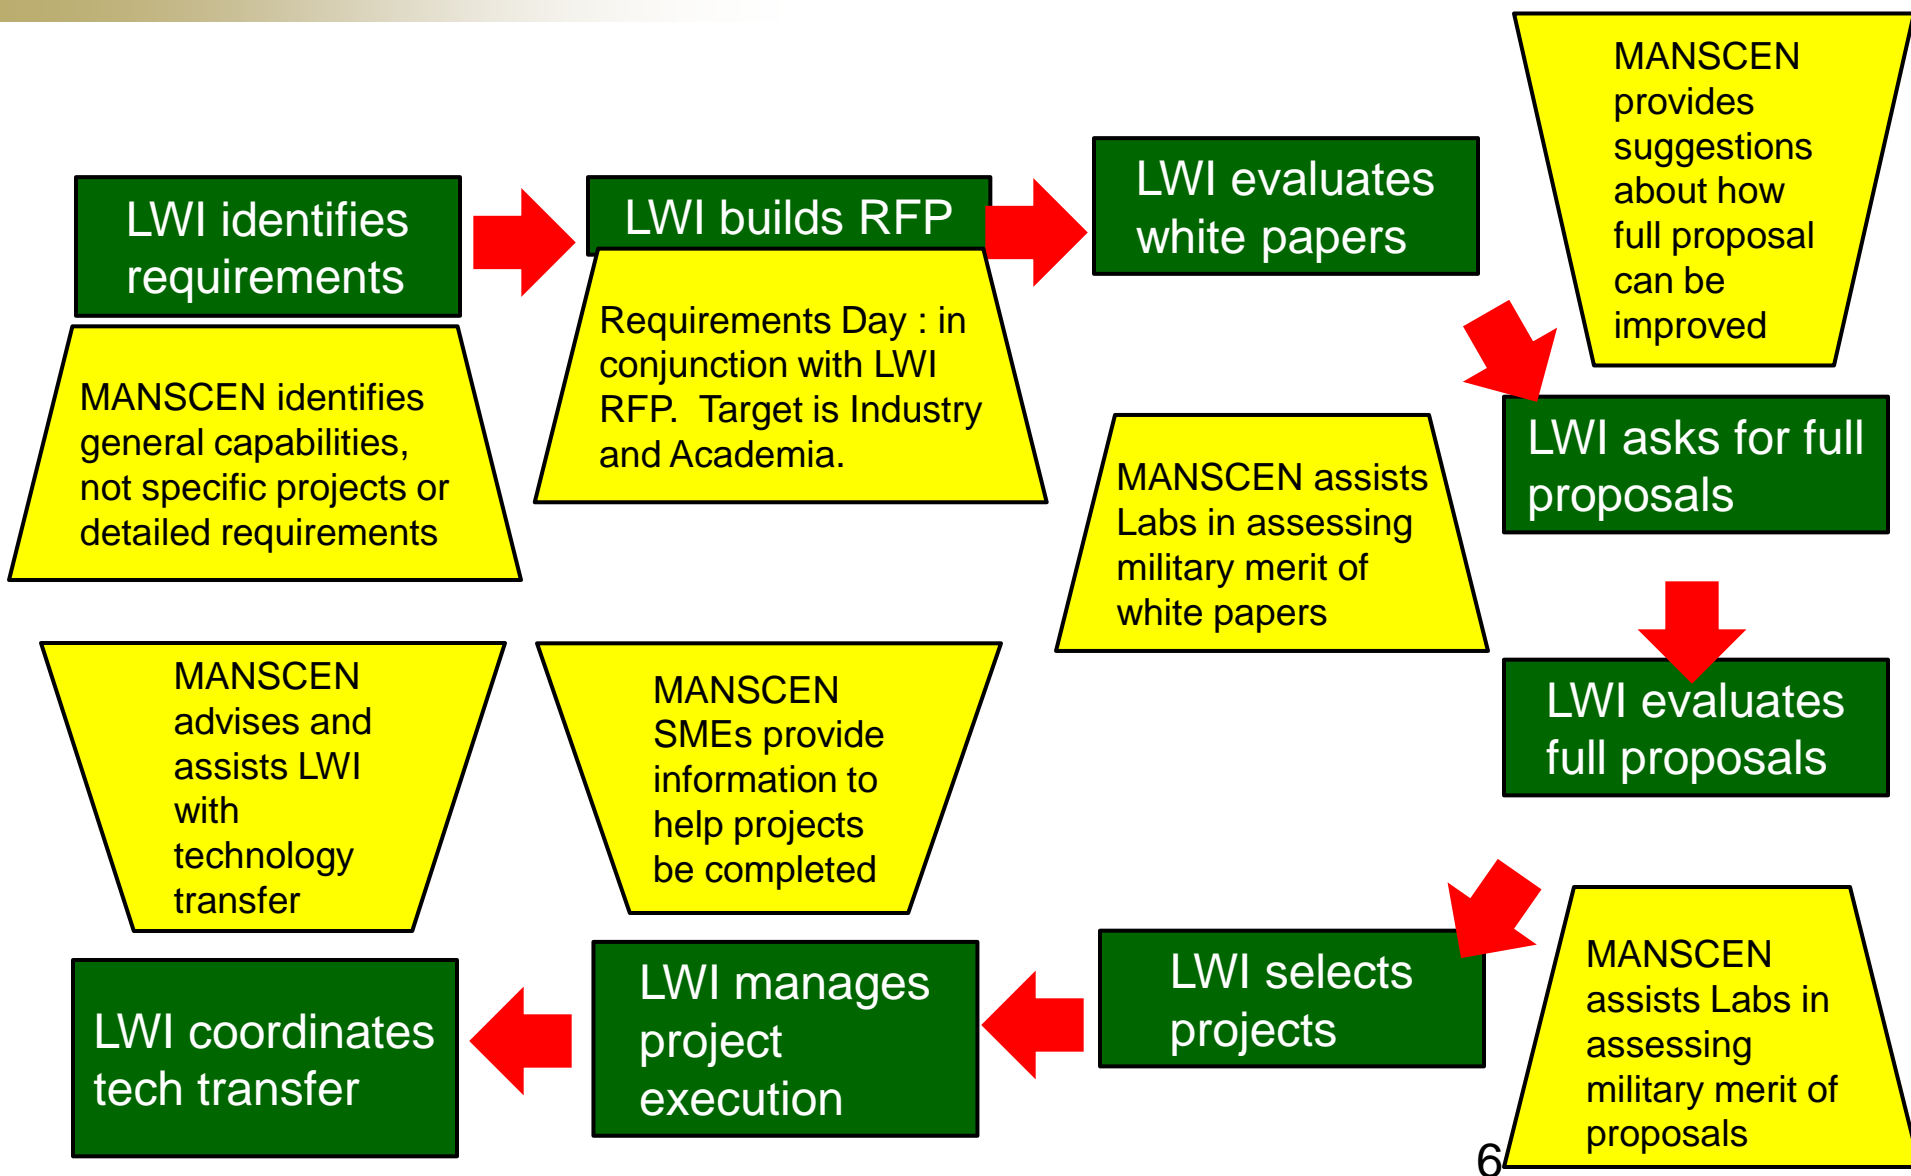 LWI identifies
requirements
MANSCEN identifies
general capabilities,
not specific projects or
detailed requirements
LWI builds RFP
Requirements Day : in
conjunction with LWI
RFP.  Target is Industry
and Academia.
LWI evaluates
white papers
MANSCEN assists
Labs in assessing
military merit of
white papers
MANSCEN
provides
suggestions
about how
full proposal
can be
improved
LWI asks for full
proposals
LWI evaluates
full proposals
MANSCEN
assists Labs in
assessing
military merit of
proposals
LWI selects
projects
MANSCEN
SMEs provide
information to
help projects
be completed
LWI manages
project
execution
MANSCEN
advises and
assists LWI
with
technology
transfer
LWI coordinates
tech transfer
6